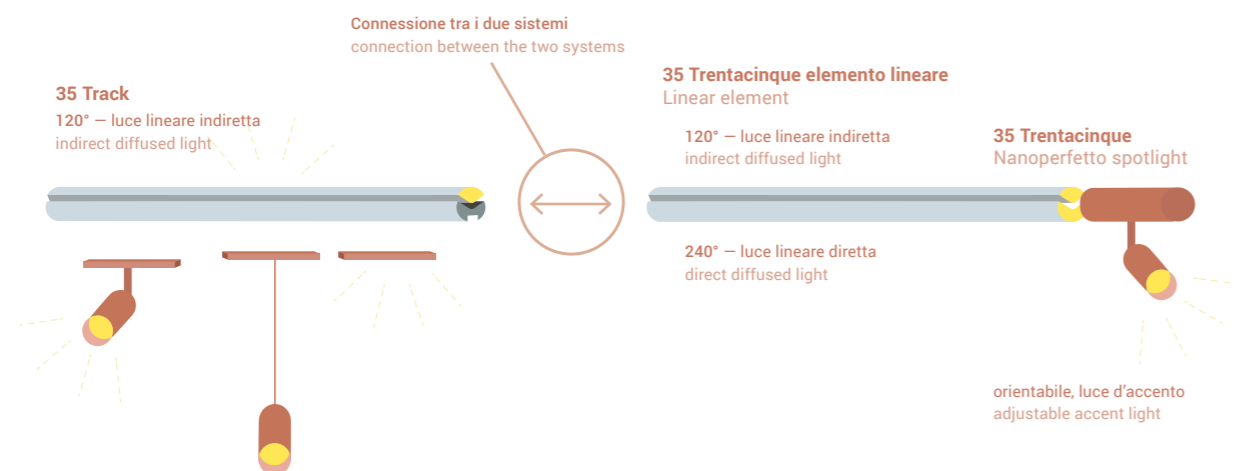 Connessione tra i due sistemi
connection between the two systems
35 Track
120° — luce lineare indiretta
indirect diffused light
35 Trentacinque elemento lineare
Linear element
120° — luce lineare indiretta
indirect diffused light
35 Trentacinque
Nanoperfetto spotlight
240° — luce lineare diretta
direct diffused light
orientabile, luce d'accento
adjustable accent light